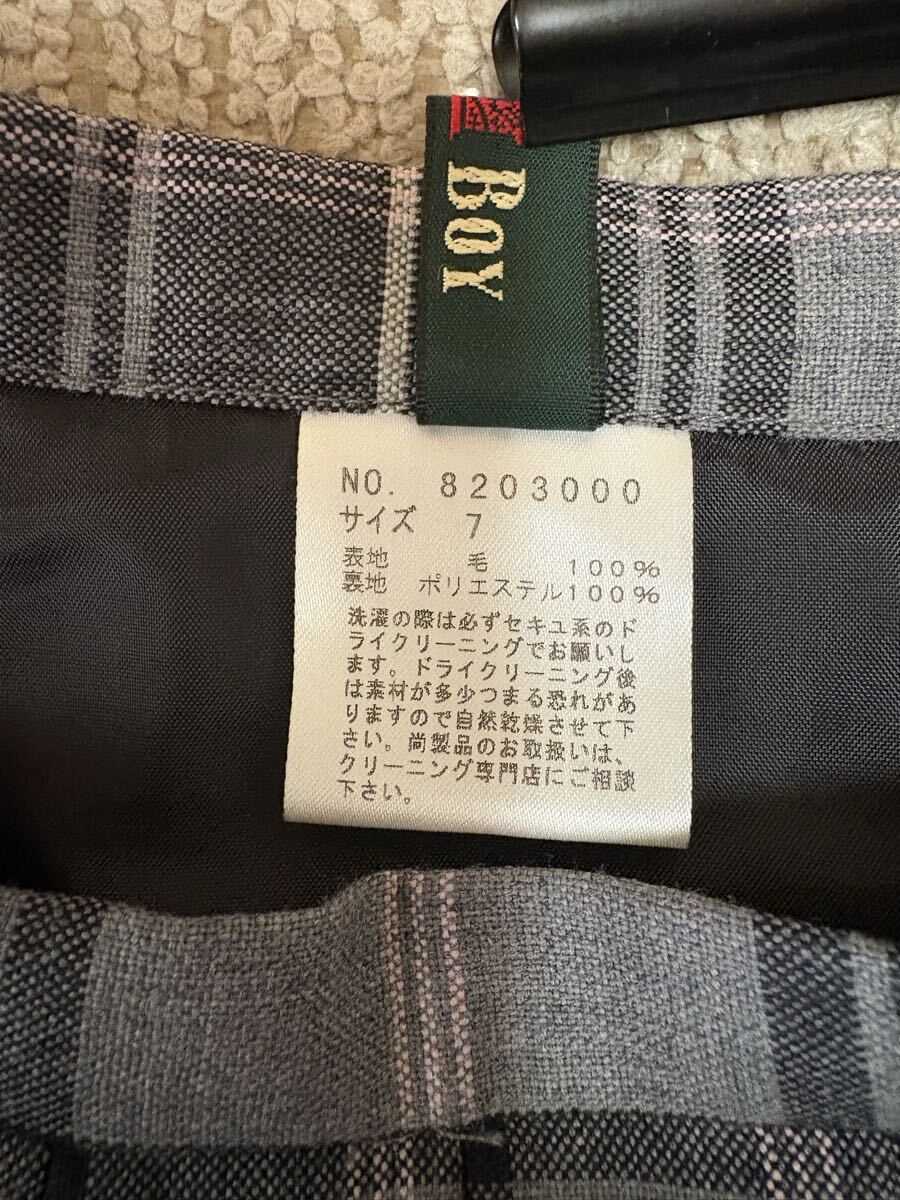 BOY
NO. 8203000
サイズ 7
表地 毛 100%
裏地 ポリエステル100%
洗濯の際は必ずセキユ系のド
ライクリーニングでお願いし
ます。ドライクリーニング後
は素材が多少つまる恐れがあ
りますので自然乾燥させて下
さい。尚製品のお取扱いは、
クリーニング専門店にご相談
下さい。